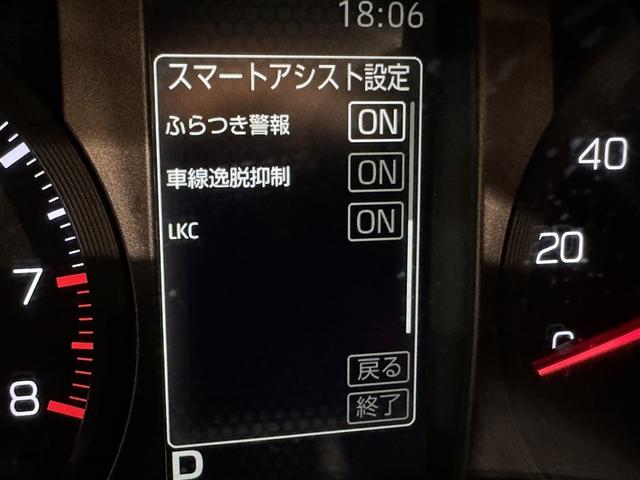 18:06
スマートアシスト設定
ふらつき警報 ON
車線逸脱抑制 ON
LKC ON
戻る
終了
D
7
8
40
20
0